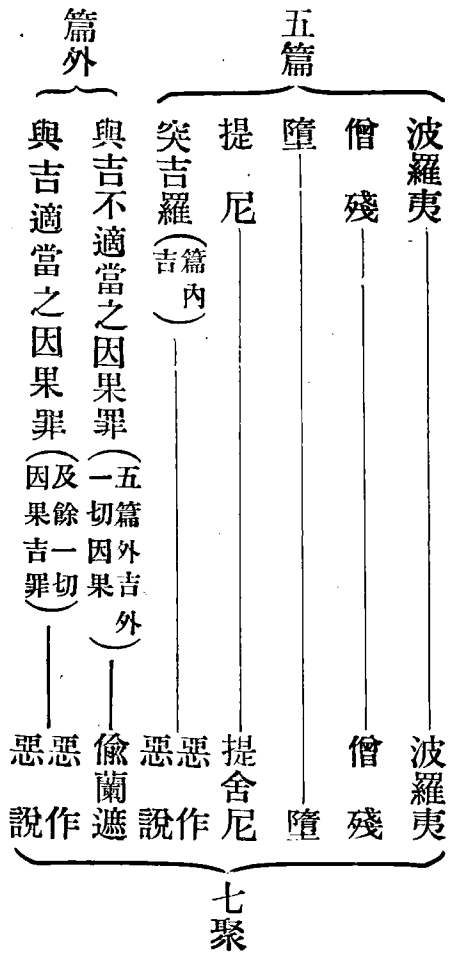 五篇
波羅夷 波羅夷
僧殘 僧殘
墮 墮
提尼 提舍尼
突吉羅(篇內吉) 惡作 惡說
篇外
與吉不適當之因果罪(五篇外吉外一切因果) 偸蘭遮
與吉適當之因果罪(及餘一切因果吉罪) 惡作 惡說
七聚